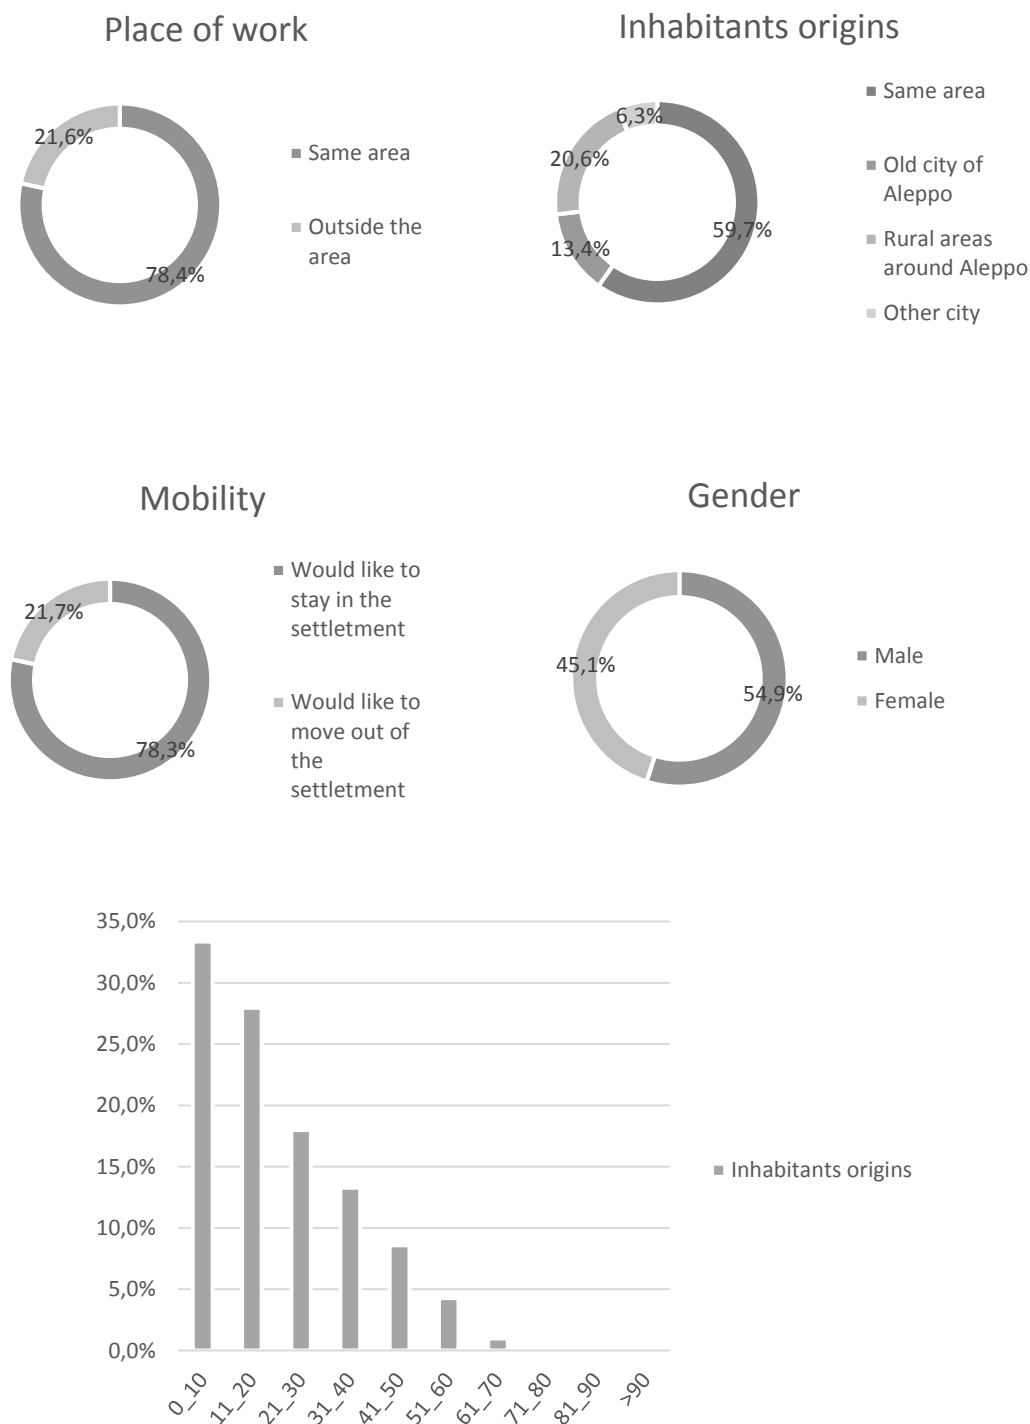 Place of work
21,6%
78,4%
Same area
Outside the
area
Inhabitants origins
6,3%
20,6%
13,4%
59,7%
Same area
Old city of
Aleppo
Rural areas
around Aleppo
Other city
Mobility
21,7%
78,3%
Would like to
stay in the
settletment
Would like to
move out of
the
settletment
Gender
45,1%
54,9%
Male
Female
35,0%
30,0%
25,0%
20,0%
15,0%
10,0%
5,0%
0,0%
0_10
11_20
21_30
31_40
41_50
51_60
61_70
71_80
81_90
>90
Inhabitants origins